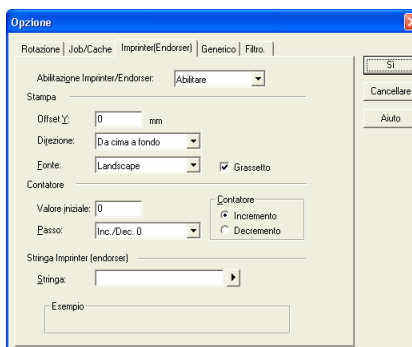 Opzione
Rotazione Job/Cache Imprinter(Endorser) Generico Filtro.
Abilitazione Imprinter/Endorser: Abilitare
Stampa
Offset Y: 0 mm
Direzione: Da cima a fondo
Fonte: Landscape Grassetto
Contatore
Valore iniziale: 0
Passo: Inc./Dec. 0
Contatore
Incremento
Decremento
Stringa Imprinter (endorser)
Stringa:
Esempio
Sì
Cancellare
Aiuto